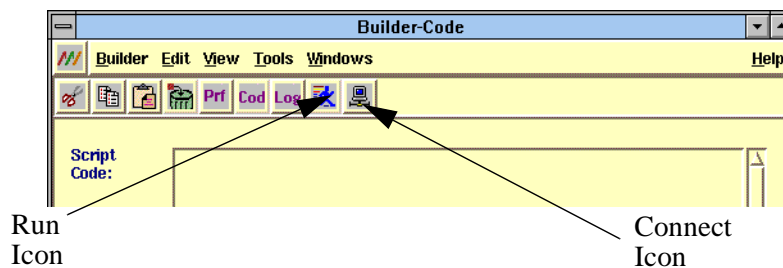 Builder-Code
Builder Edit View Tools Windows Help
Prf Cod Log
Script
Code:
Run
Icon
Connect
Icon